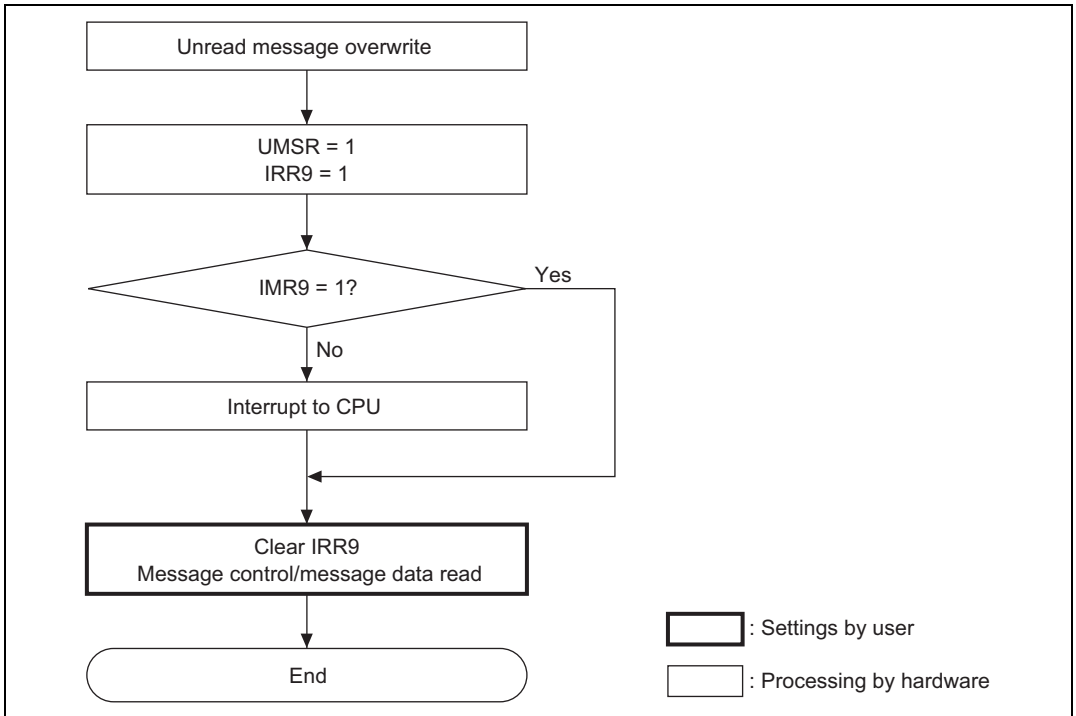 Unread message overwrite
UMSR = 1
IRR9 = 1
IMR9 = 1?
Yes
No
Interrupt to CPU
Clear IRR9
Message control/message data read
End
: Settings by user
: Processing by hardware